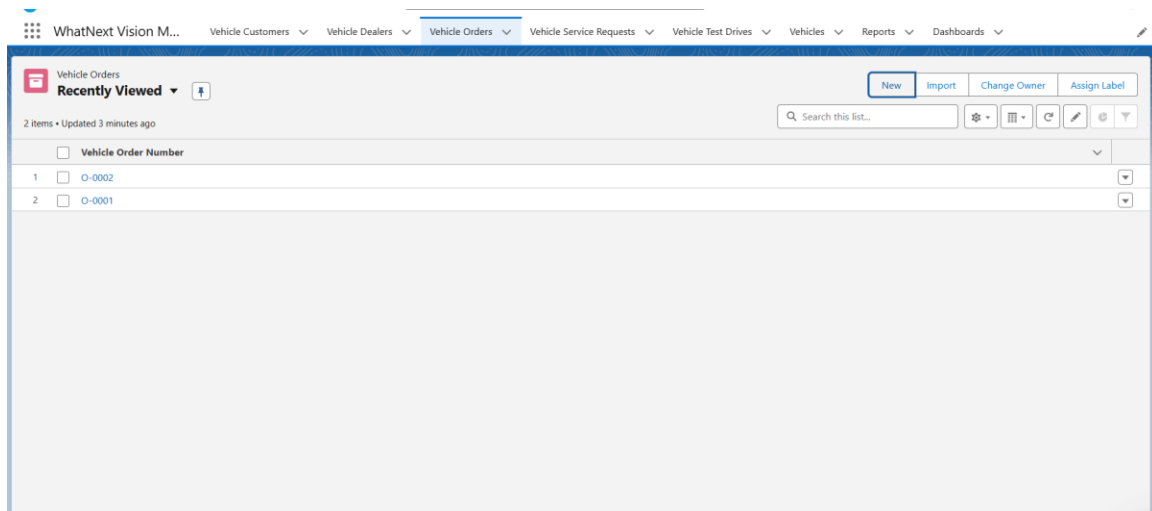 WhatNext Vision M... Vehicle Customers Vehicle Dealers Vehicle Orders Vehicle Service Requests Vehicle Test Drives Vehicles Reports Dashboards
Vehicle Orders
Recently Viewed
New Import Change Owner Assign Label
2 items • Updated 3 minutes ago
Search this list...
Vehicle Order Number
1 O-0002
2 O-0001